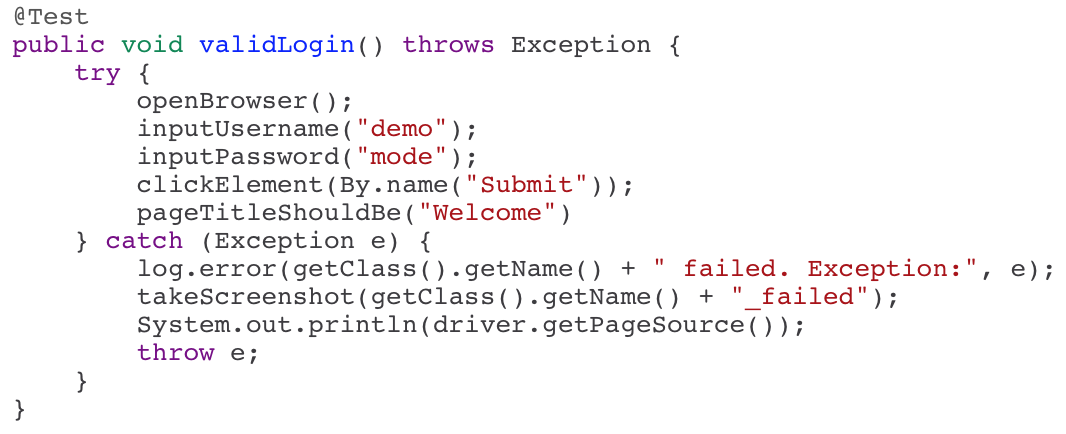 @Test
public void validLogin() throws Exception {
    try {
        openBrowser();
        inputUsername("demo");
        inputPassword("mode");
        clickElement(By.name("Submit"));
        pageTitleShouldBe("Welcome")
    } catch (Exception e) {
        log.error(getClass().getName() + " failed. Exception:", e);
        takeScreenshot(getClass().getName() + "_failed");
        System.out.println(driver.getPageSource());
        throw e;
    }
}